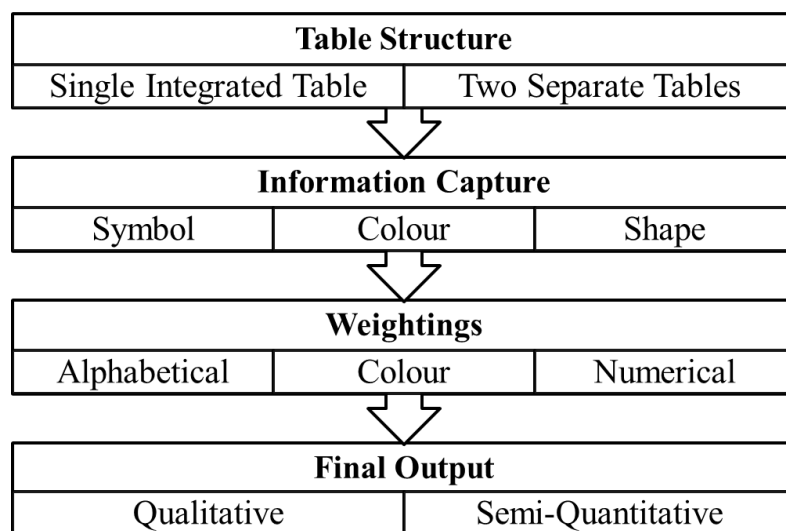 Table Structure
Single Integrated Table Two Separate Tables
Information Capture
Symbol Colour Shape
Weightings
Alphabetical Colour Numerical
Final Output
Qualitative Semi-Quantitative